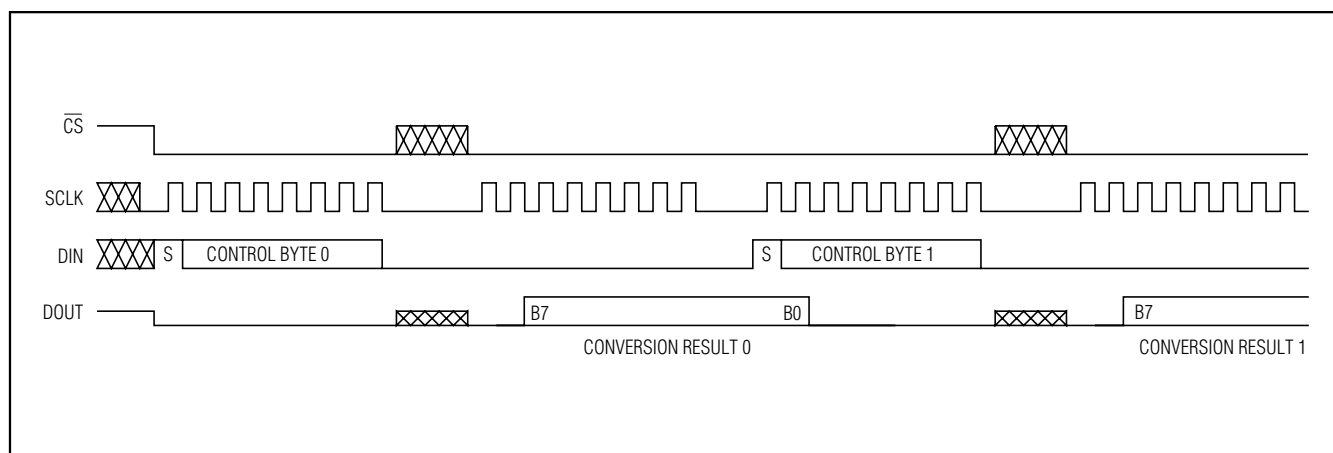 CS
SCLK
DIN S CONTROL BYTE 0 S CONTROL BYTE 1
DOUT B7 B0 B7
CONVERSION RESULT 0 CONVERSION RESULT 1